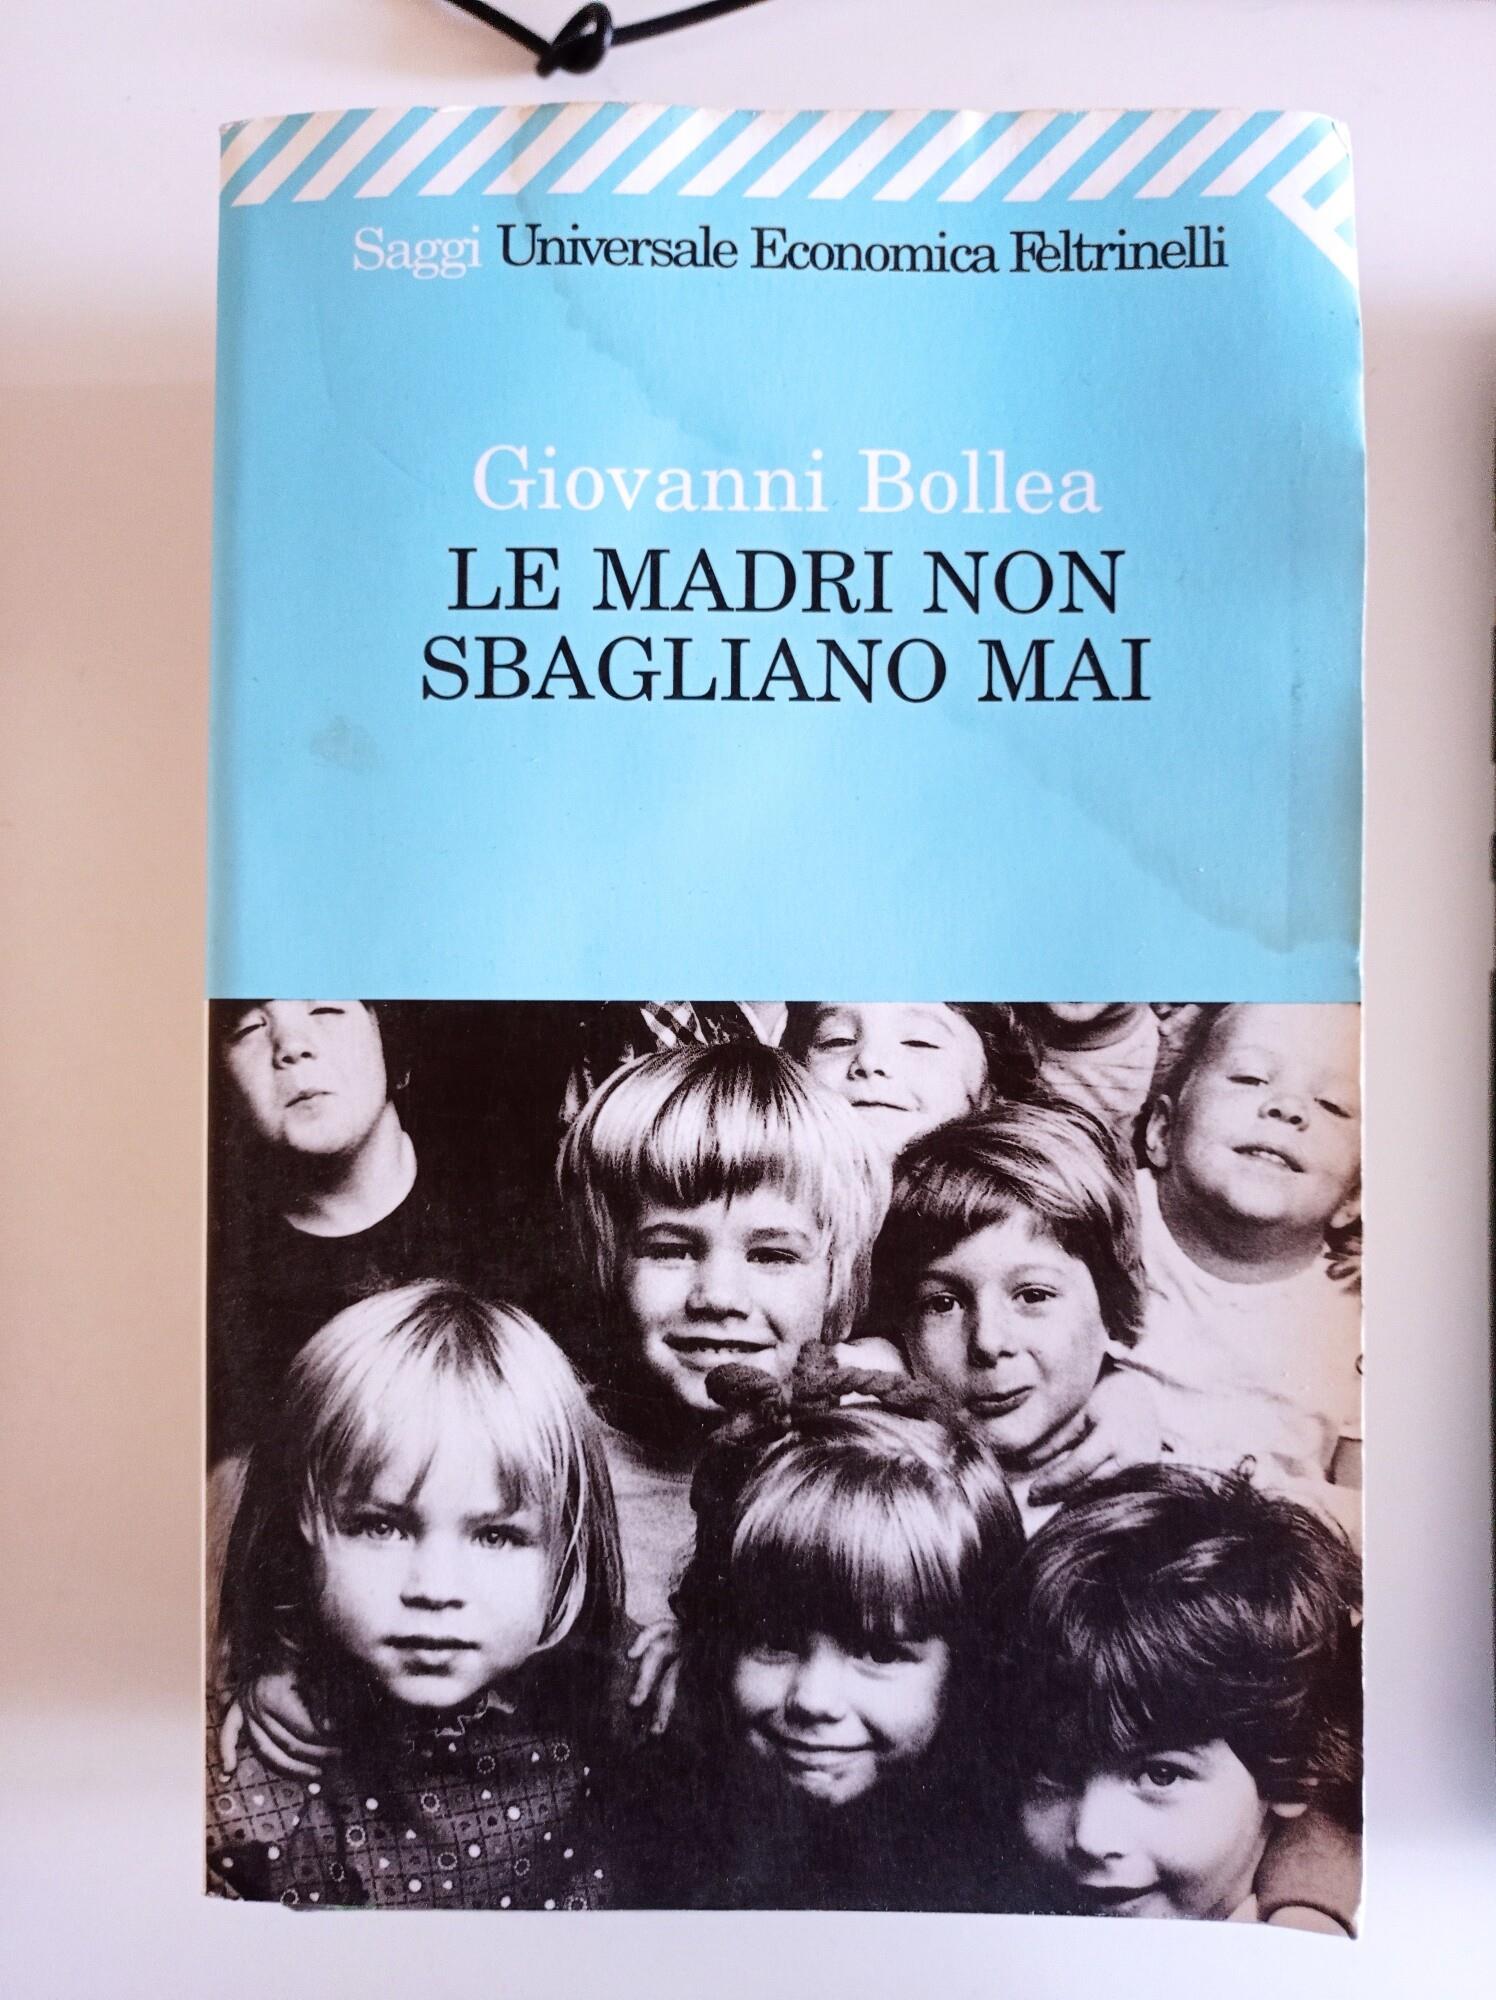 Saggi Universale Economica Feltrinelli
Giovanni Bollea
LE MADRI NON
SBAGLIANO MAI